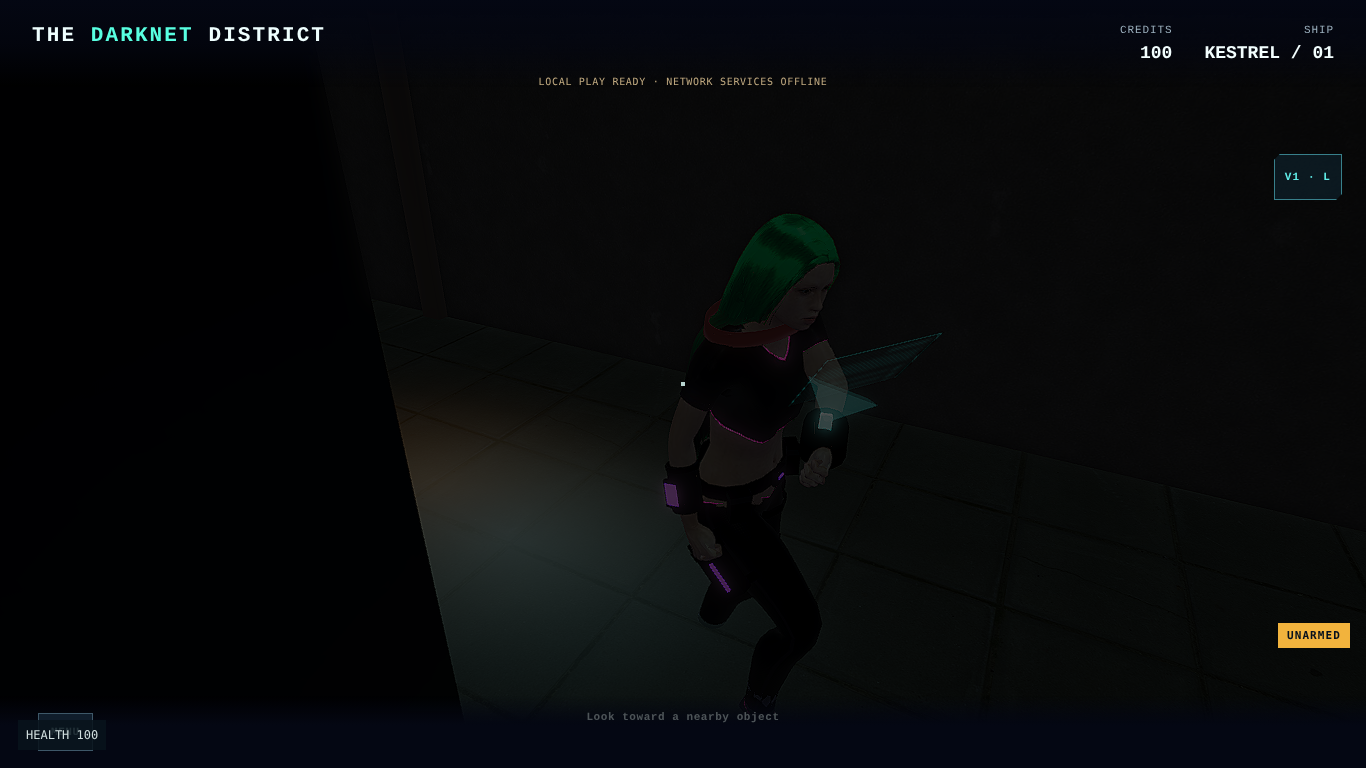 THE DARKNET DISTRICT
CREDITS
100
SHIP
KESTREL / 01
LOCAL PLAY READY · NETWORK SERVICES OFFLINE
V1 · L
UNARMED
Look toward a nearby object
HEALTH 100